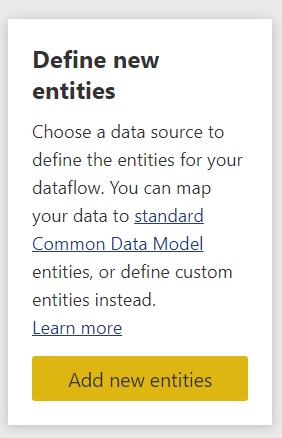 Define new
entities
Choose a data source to
define the entities for your
dataflow. You can map
your data to standard
Common Data Model
entities, or define custom
entities instead.
Learn more
Add new entities